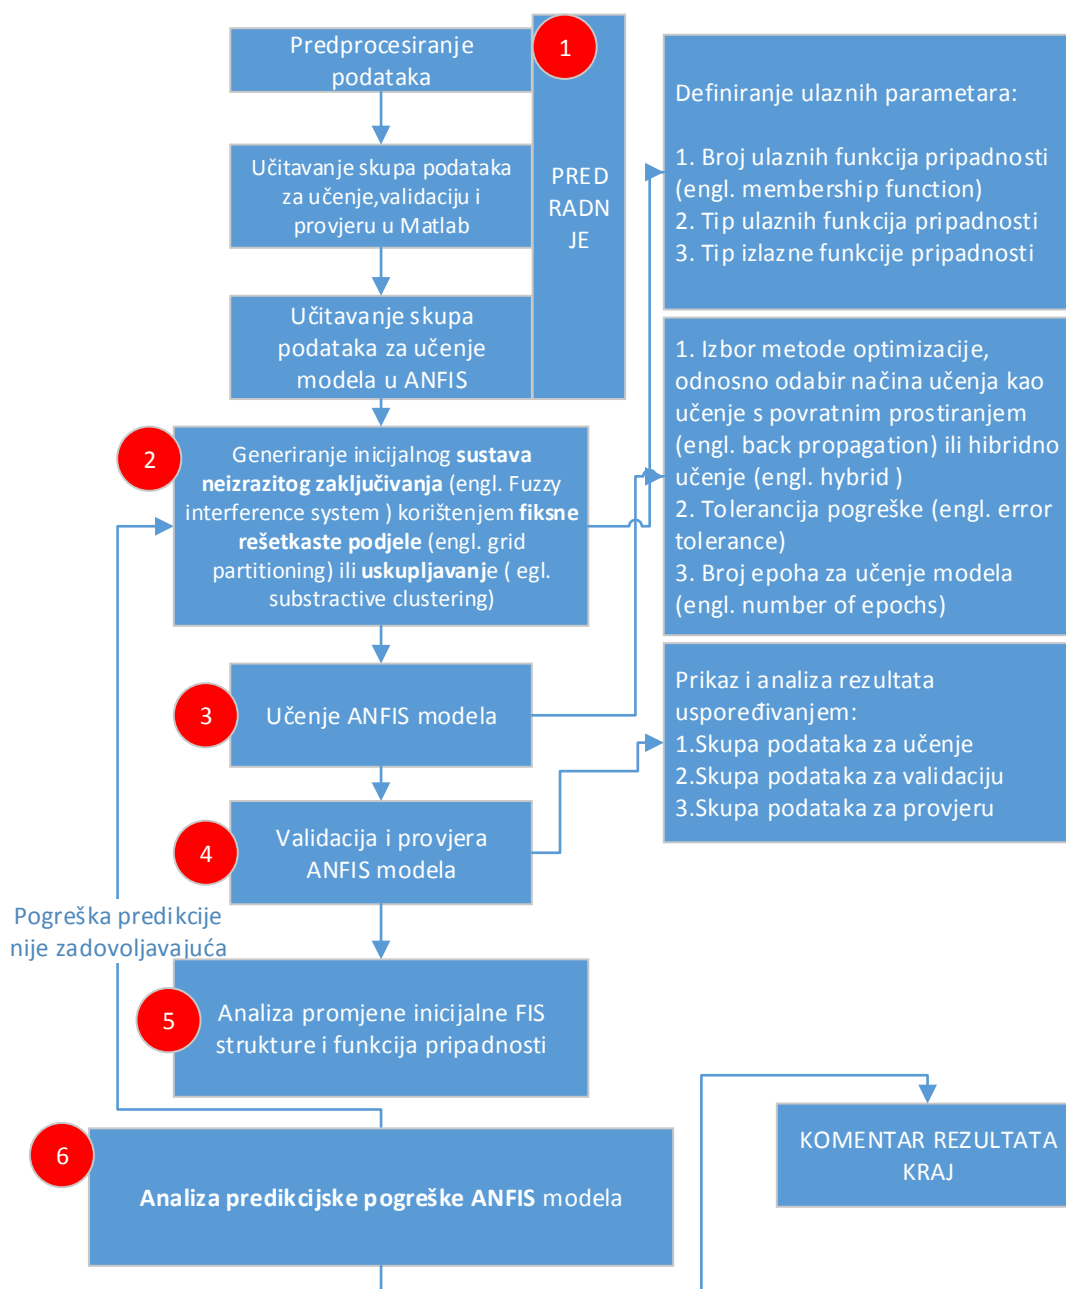 Predprocesiranje
podataka
1
Učitavanje skupa podataka
za učenje,validaciju i
provjeru u Matlab
PRED
RADN
JE
Učitavanje skupa
podataka za učenje
modela u ANFIS
Definiranje ulaznih parametara:
1. Broj ulaznih funkcija pripadnosti
(engl. membership function)
2. Tip ulaznih funkcija pripadnosti
3. Tip izlazne funkcije pripadnosti
2
Generiranje inicijalnog sustava
neizrazitog zaključivanja (engl. Fuzzy
interference system ) korištenjem fiksne
rešetkaste podjele (engl. grid
partitioning) ili uskupljavanje ( egl.
substractive clustering)
1. Izbor metode optimizacije,
odnosno odabir načina učenja kao
učenje s povratnim prostiranjem
(engl. back propagation) ili hibridno
učenje (engl. hybrid )
2. Tolerancija pogreške (engl. error
tolerance)
3. Broj epoha za učenje modela
(engl. number of epochs)
3
Učenje ANFIS modela
Prikaz i analiza rezultata
uspoređivanjem:
1.Skupa podataka za učenje
2.Skupa podataka za validaciju
3.Skupa podataka za provjeru
4
Validacija i provjera
ANFIS modela
Pogreška predikcije
nije zadovoljavajuća
5
Analiza promjene inicijalne FIS
strukture i funkcija pripadnosti
6
Analiza predikcijske pogreške ANFIS modela
KOMENTAR REZULTATA
KRAJ